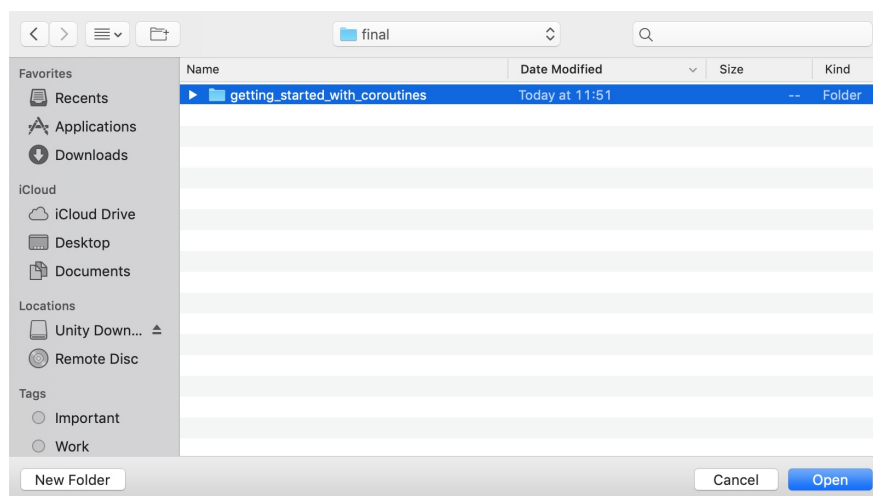 final
Favorites
Recents
Applications
Downloads
iCloud
iCloud Drive
Desktop
Documents
Locations
Unity Down...
Remote Disc
Tags
Important
Work
Name Date Modified Size Kind
getting_started_with_coroutines Today at 11:51 -- Folder
New Folder Cancel Open